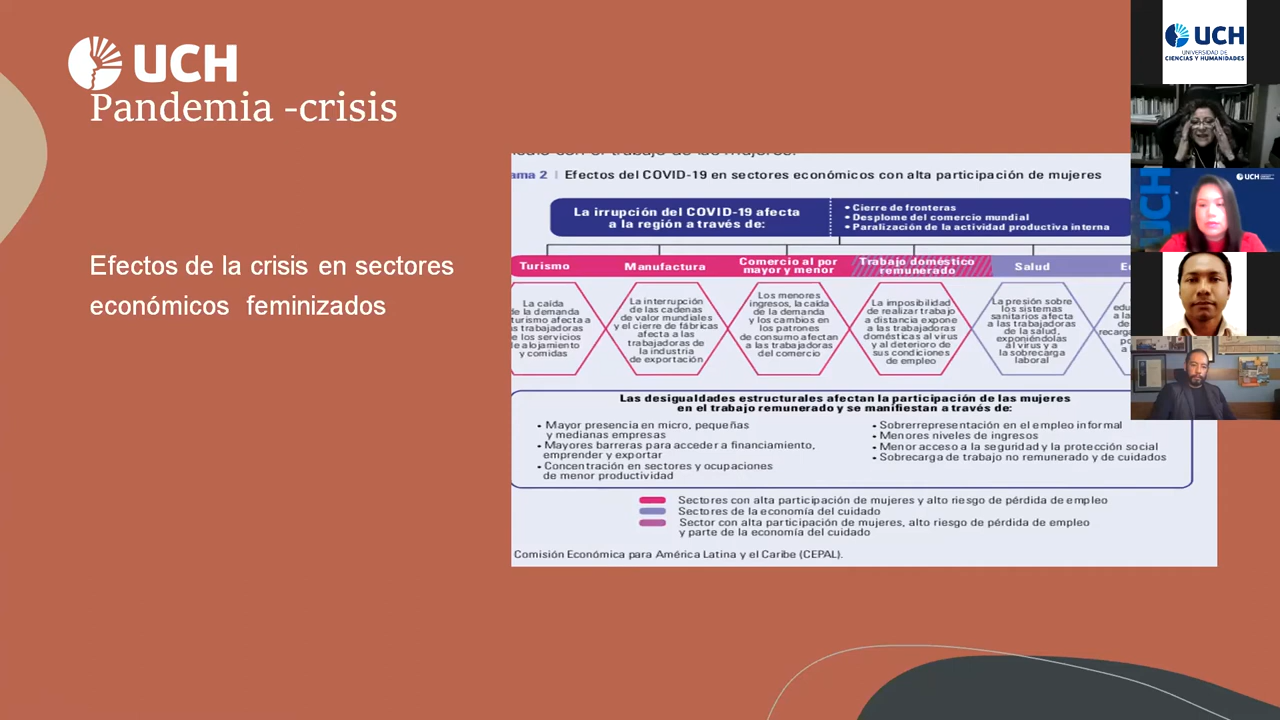 UCH
Pandemia -crisis
Efectos de la crisis en sectores
económicos feminizados
ama 2 | Efectos del COVID-19 en sectores económicos con alta participación de mujeres
La irrupción del COVID-19 afecta
a la región a través de:
• Cierre de fronteras
• Desplome del comercio mundial
• Paralización de la actividad productiva interna
Turismo
Manufactura
Comercio al por
mayor y menor
Trabajo doméstico
remunerado
Salud
La caída
de la demanda
turismo afecta a
s trabajadoras
e los servicios
e alojamiento
y comidas
La interrupción
de las cadenas
de valor mundiales
y el cierre de fábricas
afecta a las
trabajadoras de
la industria
de exportación
Los menores
ingresos, la caída
de la demanda
y los cambios en
los patrones
de consumo afectan
a las trabajadoras
del comercio
La imposibilidad
de realizar trabajo
a distancia expone
a las trabajadoras
domésticas al virus
y al deterioro de
sus condiciones
de empleo
La presión sobre
los sistemas
sanitarios afecta
a las trabajadoras
de la salud,
exponiéndolas
al virus y a
la sobrecarga
laboral
Las desigualdades estructurales afectan la participación de las mujeres
en el trabajo remunerado y se manifiestan a través de:
• Mayor presencia en micro, pequeñas
y medianas empresas
• Mayores barreras para acceder a financiamiento,
emprender y exportar
• Concentración en sectores y ocupaciones
de menor productividad
• Sobrerrepresentación en el empleo informal
• Menores niveles de ingresos
• Menor acceso a la seguridad y la protección social
• Sobrecarga de trabajo no remunerado y de cuidados
Sectores con alta participación de mujeres y alto riesgo de pérdida de empleo
Sectores de la economía del cuidado
Sector con alta participación de mujeres, alto riesgo de pérdida de empleo
y parte de la economía del cuidado
Comisión Económica para América Latina y el Caribe (CEPAL).
UCH
UNIVERSIDAD DE
CIENCIAS Y HUMANIDADES
UCH
UCH